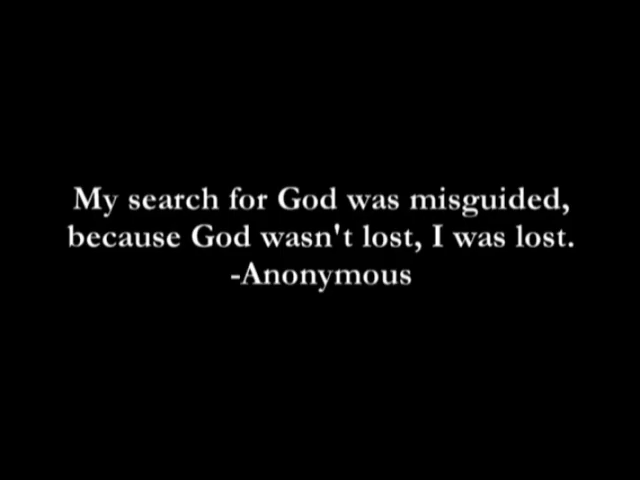 My search for God was misguided,
because God wasn't lost, I was lost.
-Anonymous